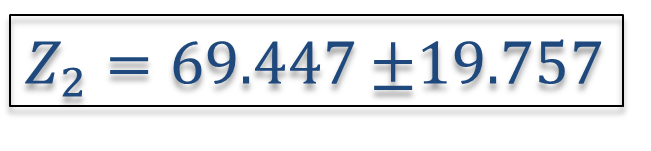 Z₂ = 69.447 ±19.757